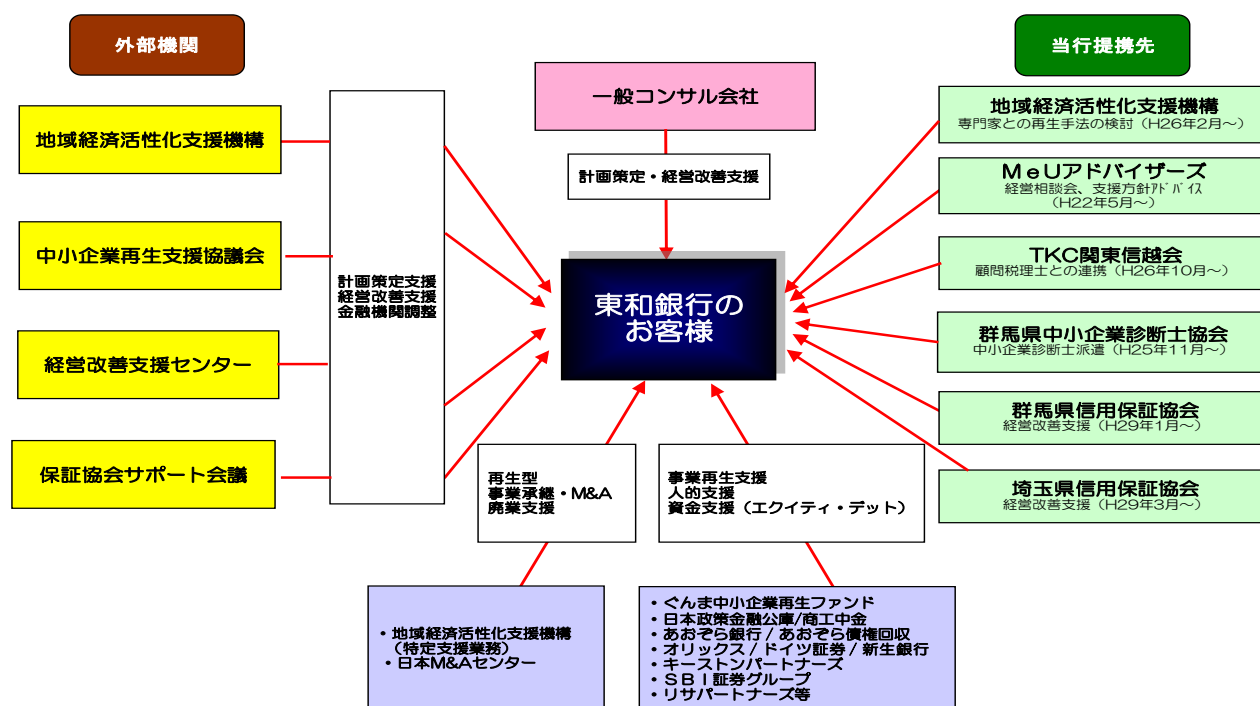 外部機関
地域経済活性化支援機構
中小企業再生支援協議会
経営改善支援センター
保証協会サポート会議
計画策定支援
経営改善支援
金融機関調整
一般コンサル会社
計画策定・経営改善支援
東和銀行の
お客様
再生型
事業承継・M&A
廃業支援
事業再生支援
人的支援
資金支援（エクイティ・デット）
・地域経済活性化支援機構
（特定支援業務）
・日本M&Aセンター
・ぐんま中小企業再生ファンド
・日本政策金融公庫/商工中金
・あおぞら銀行/あおぞら債権回収
・オリックス/ドイツ証券/新生銀行
・キーストンパートナーズ
・ＳＢＩ証券グループ
・リサパートナーズ等
当行提携先
地域経済活性化支援機構
専門家との再生手法の検討（H26年2月～）
ＭｅＵアドバイザーズ
経営相談会、支援方針ｱﾄﾞﾊﾞｲｽ
（H22年5月～）
TKC関東信越会
顧問税理士との連携（H26年10月～）
群馬県中小企業診断士協会
中小企業診断士派遣（H25年11月～）
群馬県信用保証協会
経営改善支援（H29年1月～）
埼玉県信用保証協会
経営改善支援（H29年3月～）